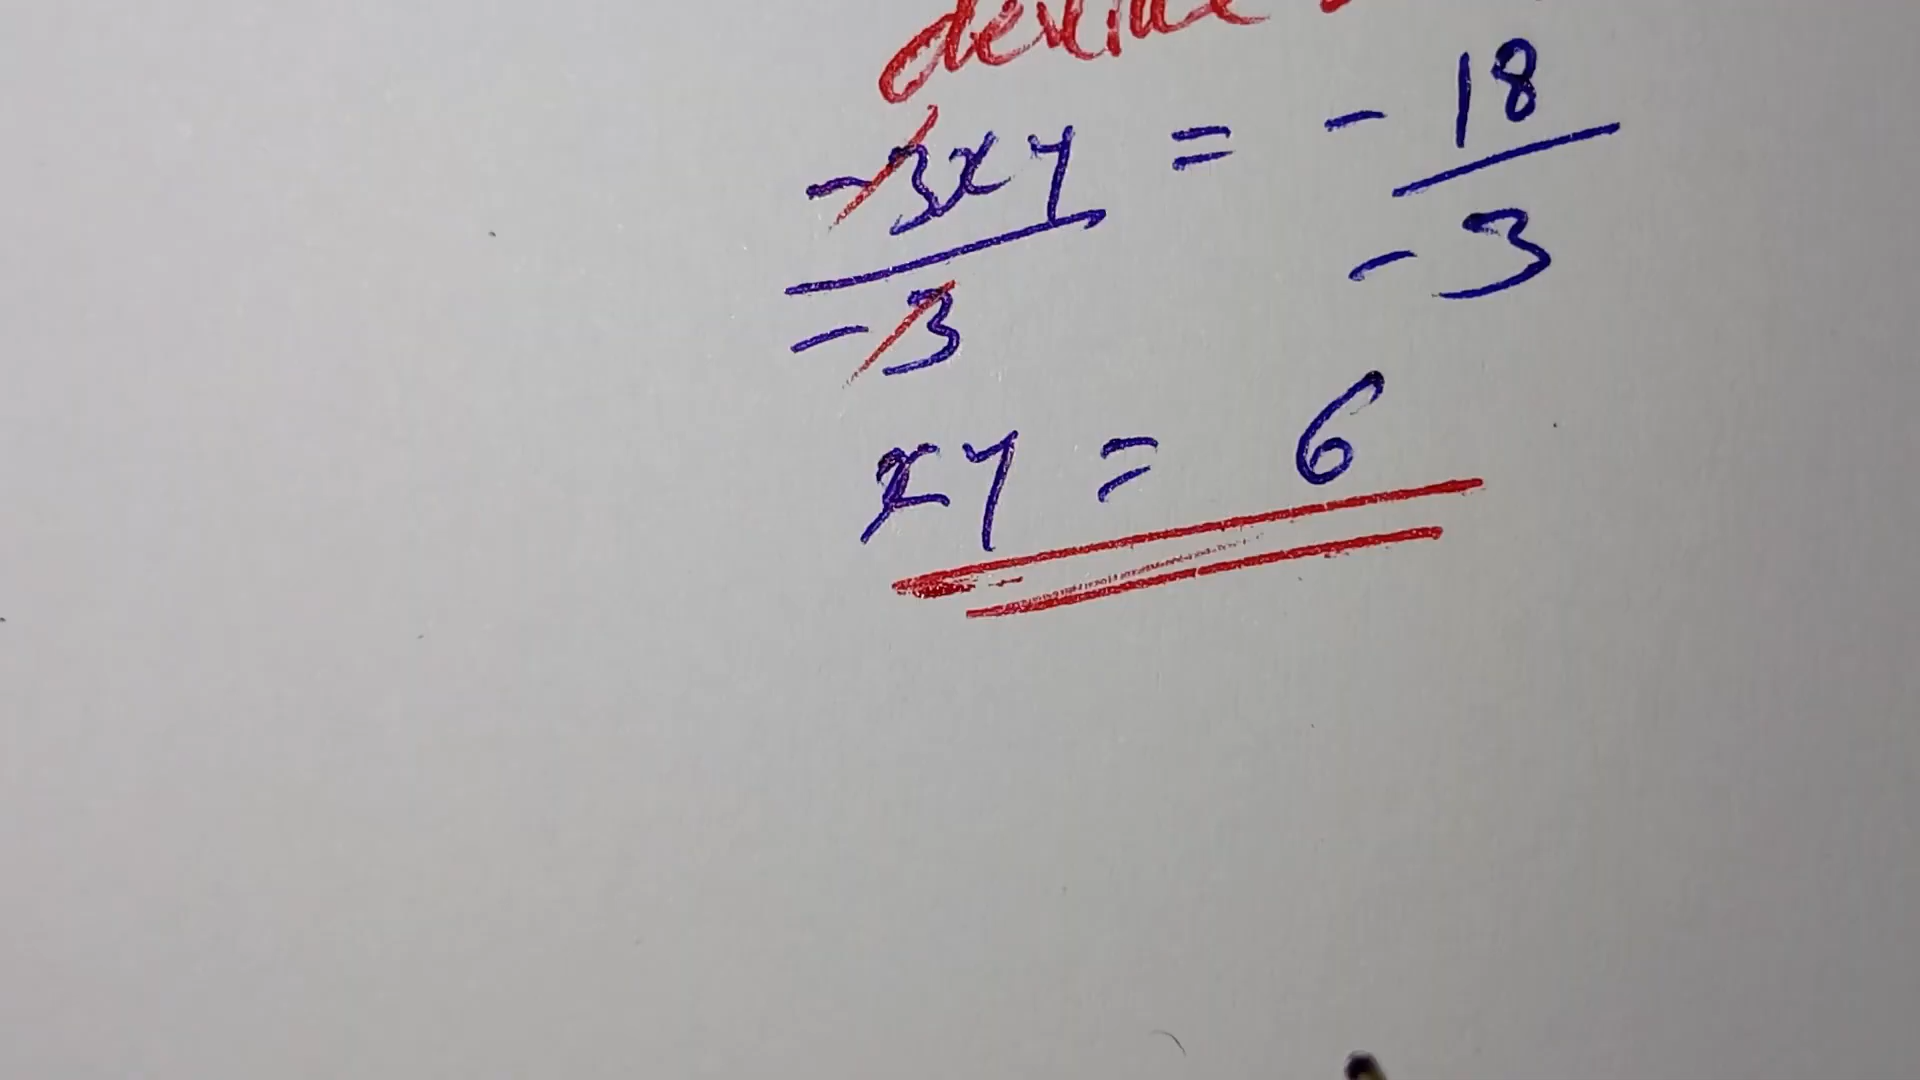 -3xy = -18
-3 -3
xy = 6